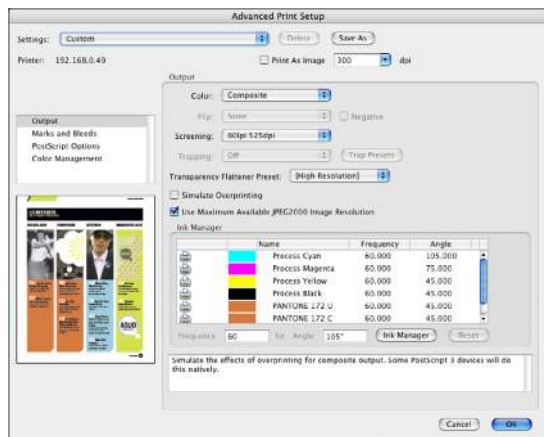 Advanced Print Setup
Settings: Custom Delete Save As
Printer: 192.168.0.49 Print As Image 300 dpi
Output
Marks and Bleeds
PostScript Options
Color Management
Output
Color: Composite
Flip: None Negative
Screening: 60lpi 525dpi
Trapping: Off Trap Presets
Transparency Flattener Preset: [High Resolution]
Simulate Overprinting
Use Maximum Available JPEG2000 Image Resolution
Ink Manager
Name Frequency Angle
Process Cyan 60.000 105.000
Process Magenta 60.000 75.000
Process Yellow 60.000 45.000
Process Black 60.000 45.000
PANTONE 172 U 60.000 45.000
PANTONE 172 C 60.000 45.000
Frequency: 60 Angle: 105° Ink Manager Reset
Simulate the effects of overprinting for composite output. Some PostScript 3 devices will do
this natively.
Cancel OK